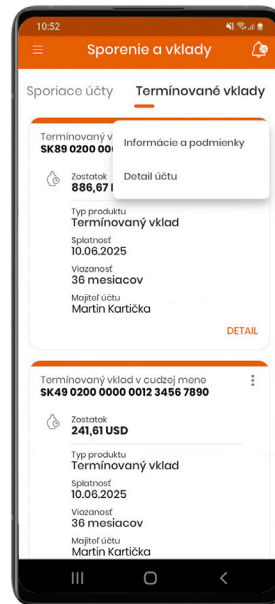 10:52
Sporenie a vklady
Sporiace účty Termínované vklady
Termínovaný v
SK89 0200 00
Informácie a podmienky
Detail účtu
Zostatok
886,67
Typ produktu
Termínovaný vklad
Splatnosť
10.06.2025
Viazanosť
36 mesiacov
Majiteľ účtu
Martin Kartička
DETAIL
Termínovaný vklad v cudzej mene
SK49 0200 0000 0012 3456 7890
Zostatok
241,61 USD
Typ produktu
Termínovaný vklad
Splatnosť
10.06.2025
Viazanosť
36 mesiacov
Majiteľ účtu
Martin Kartička